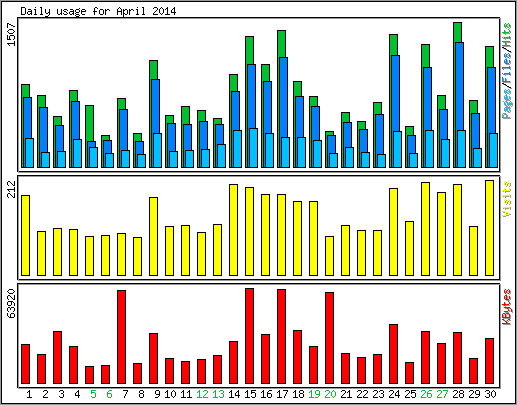 Daily usage for April 2014
1507
Pages/Files/Hits
212
Visits
63920
KBytes
1 2 3 4 5 6 7 8 9 10 11 12 13 14 15 16 17 18 19 20 21 22 23 24 25 26 27 28 29 30